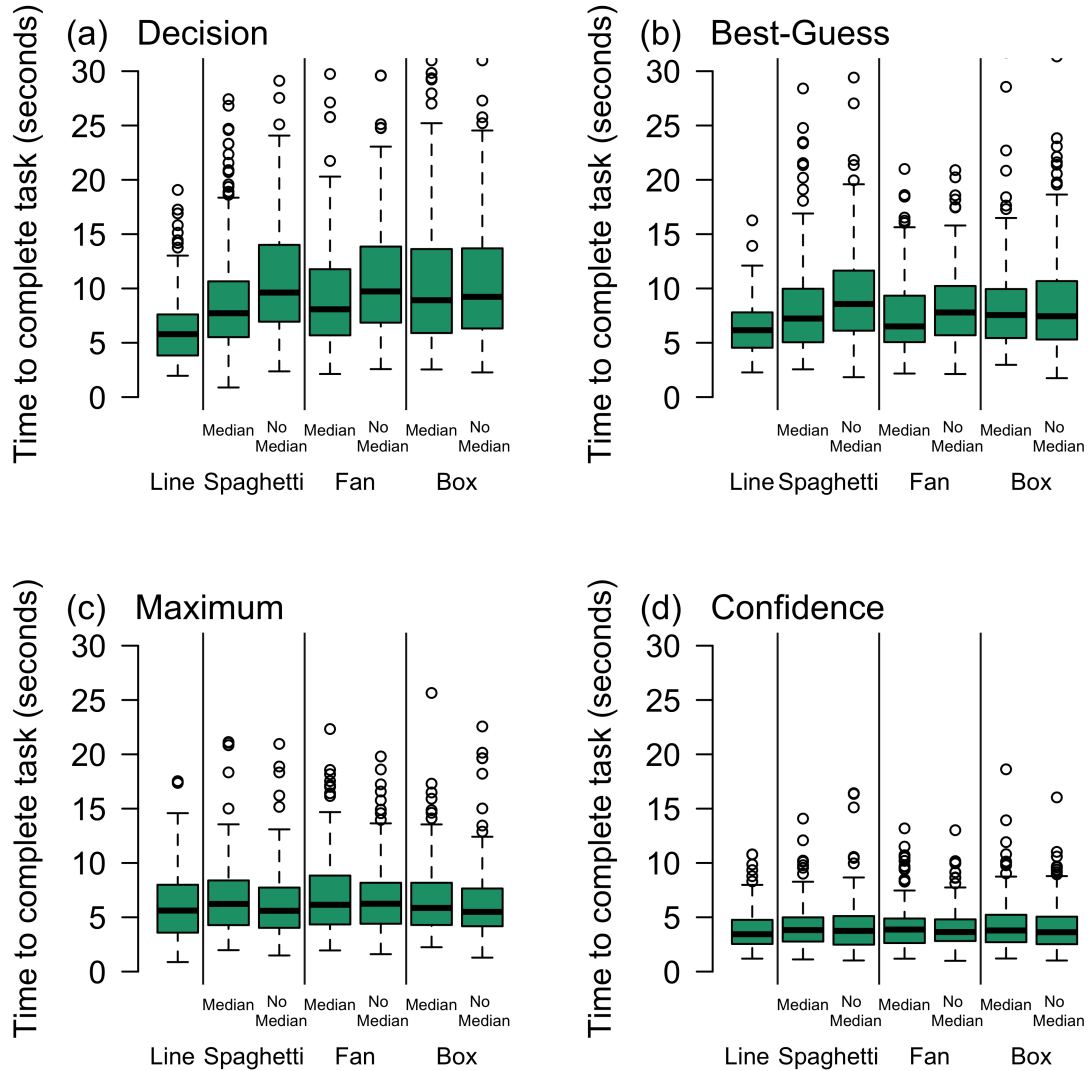 (a) Decision
Time to complete task (seconds)
30
25
20
15
10
5
0
Median No Median Median No Median Median No Median
Line Spaghetti Fan Box
(b) Best-Guess
Time to complete task (seconds)
30
25
20
15
10
5
0
Median No Median Median No Median Median No Median
Line Spaghetti Fan Box
(c) Maximum
Time to complete task (seconds)
30
25
20
15
10
5
0
Median No Median Median No Median Median No Median
Line Spaghetti Fan Box
(d) Confidence
Time to complete task (seconds)
30
25
20
15
10
5
0
Median No Median Median No Median Median No Median
Line Spaghetti Fan Box